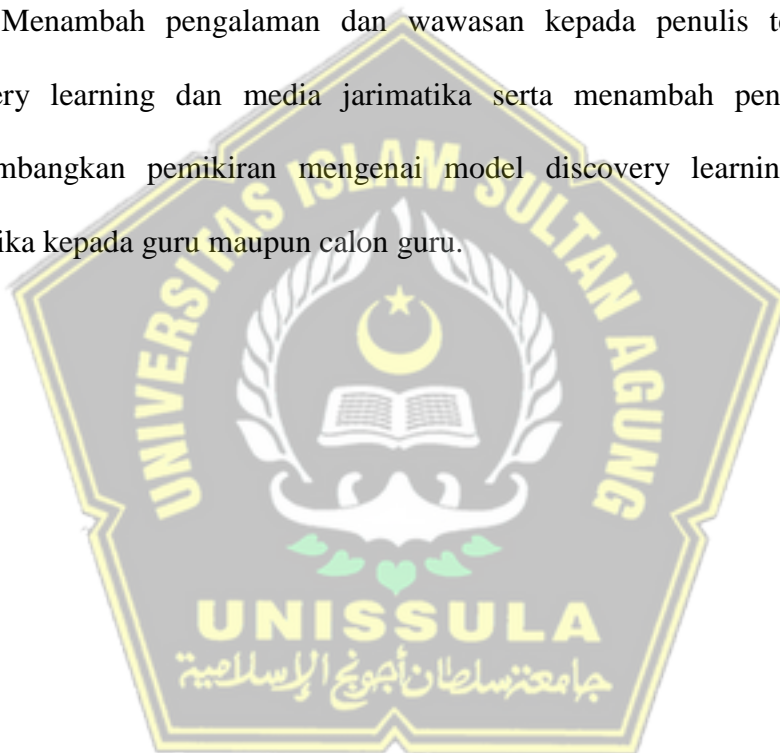 Menambah pengalaman dan wawasan kepada penulis te
ery learning dan media jarimatika serta menambah pen
mbangkan pemikiran mengenai model discovery learnin
ika kepada guru maupun calon guru.
UNIVERSITAS ISLAM SULTAN AGUNG
UNISSULA
جامعة سلطان أجونج الإسلامية